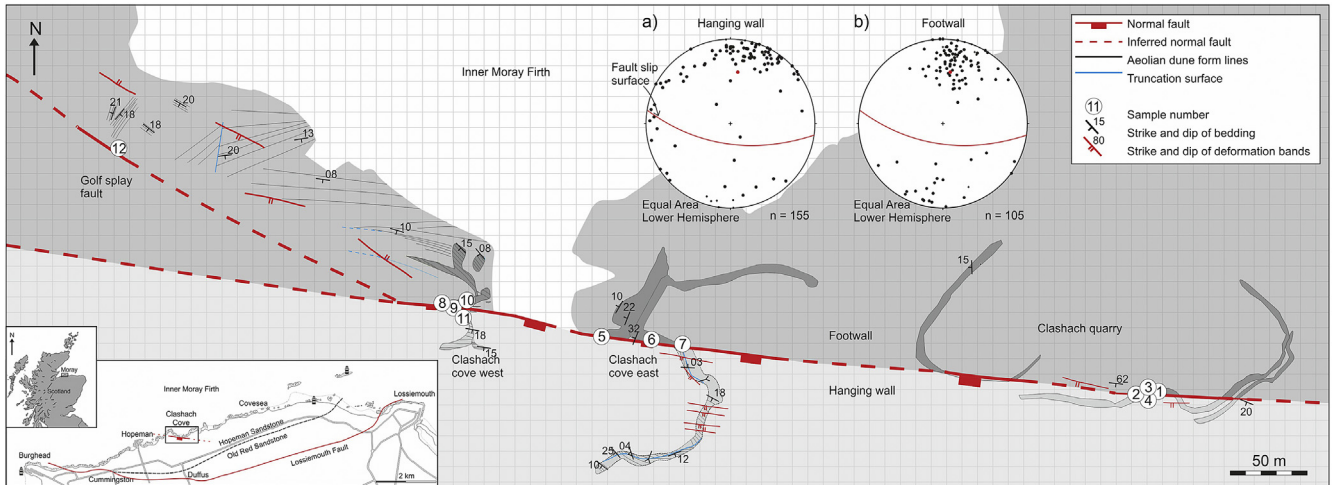 N
Inner Moray Firth
a)
Hanging wall
Fault slip
surface
Equal Area
Lower Hemisphere
n = 155
b)
Footwall
Equal Area
Lower Hemisphere
n = 105
Normal fault
Inferred normal fault
Aeolian dune form lines
Truncation surface
11
Sample number
15
Strike and dip of bedding
80
Strike and dip of deformation bands
21
18
20
18
20
13
12
Golf splay
fault
08
10
15
08
8
9
10
11
18
15
Clashach
cove west
10
22
32
5
6
7
Clashach
cove east
03
18
12
04
25
10
Footwall
Hanging wall
15
Clashach quarry
62
2
3
1
4
20
50 m
N
Moray
Scotland
Inner Moray Firth
Lossiemouth
Covesea
Clashach
Cove
Hopeman
Hopeman Sandstone
Old Red Sandstone
Lossiemouth Fault
Burghead
Cummingston
Duffus
2 km